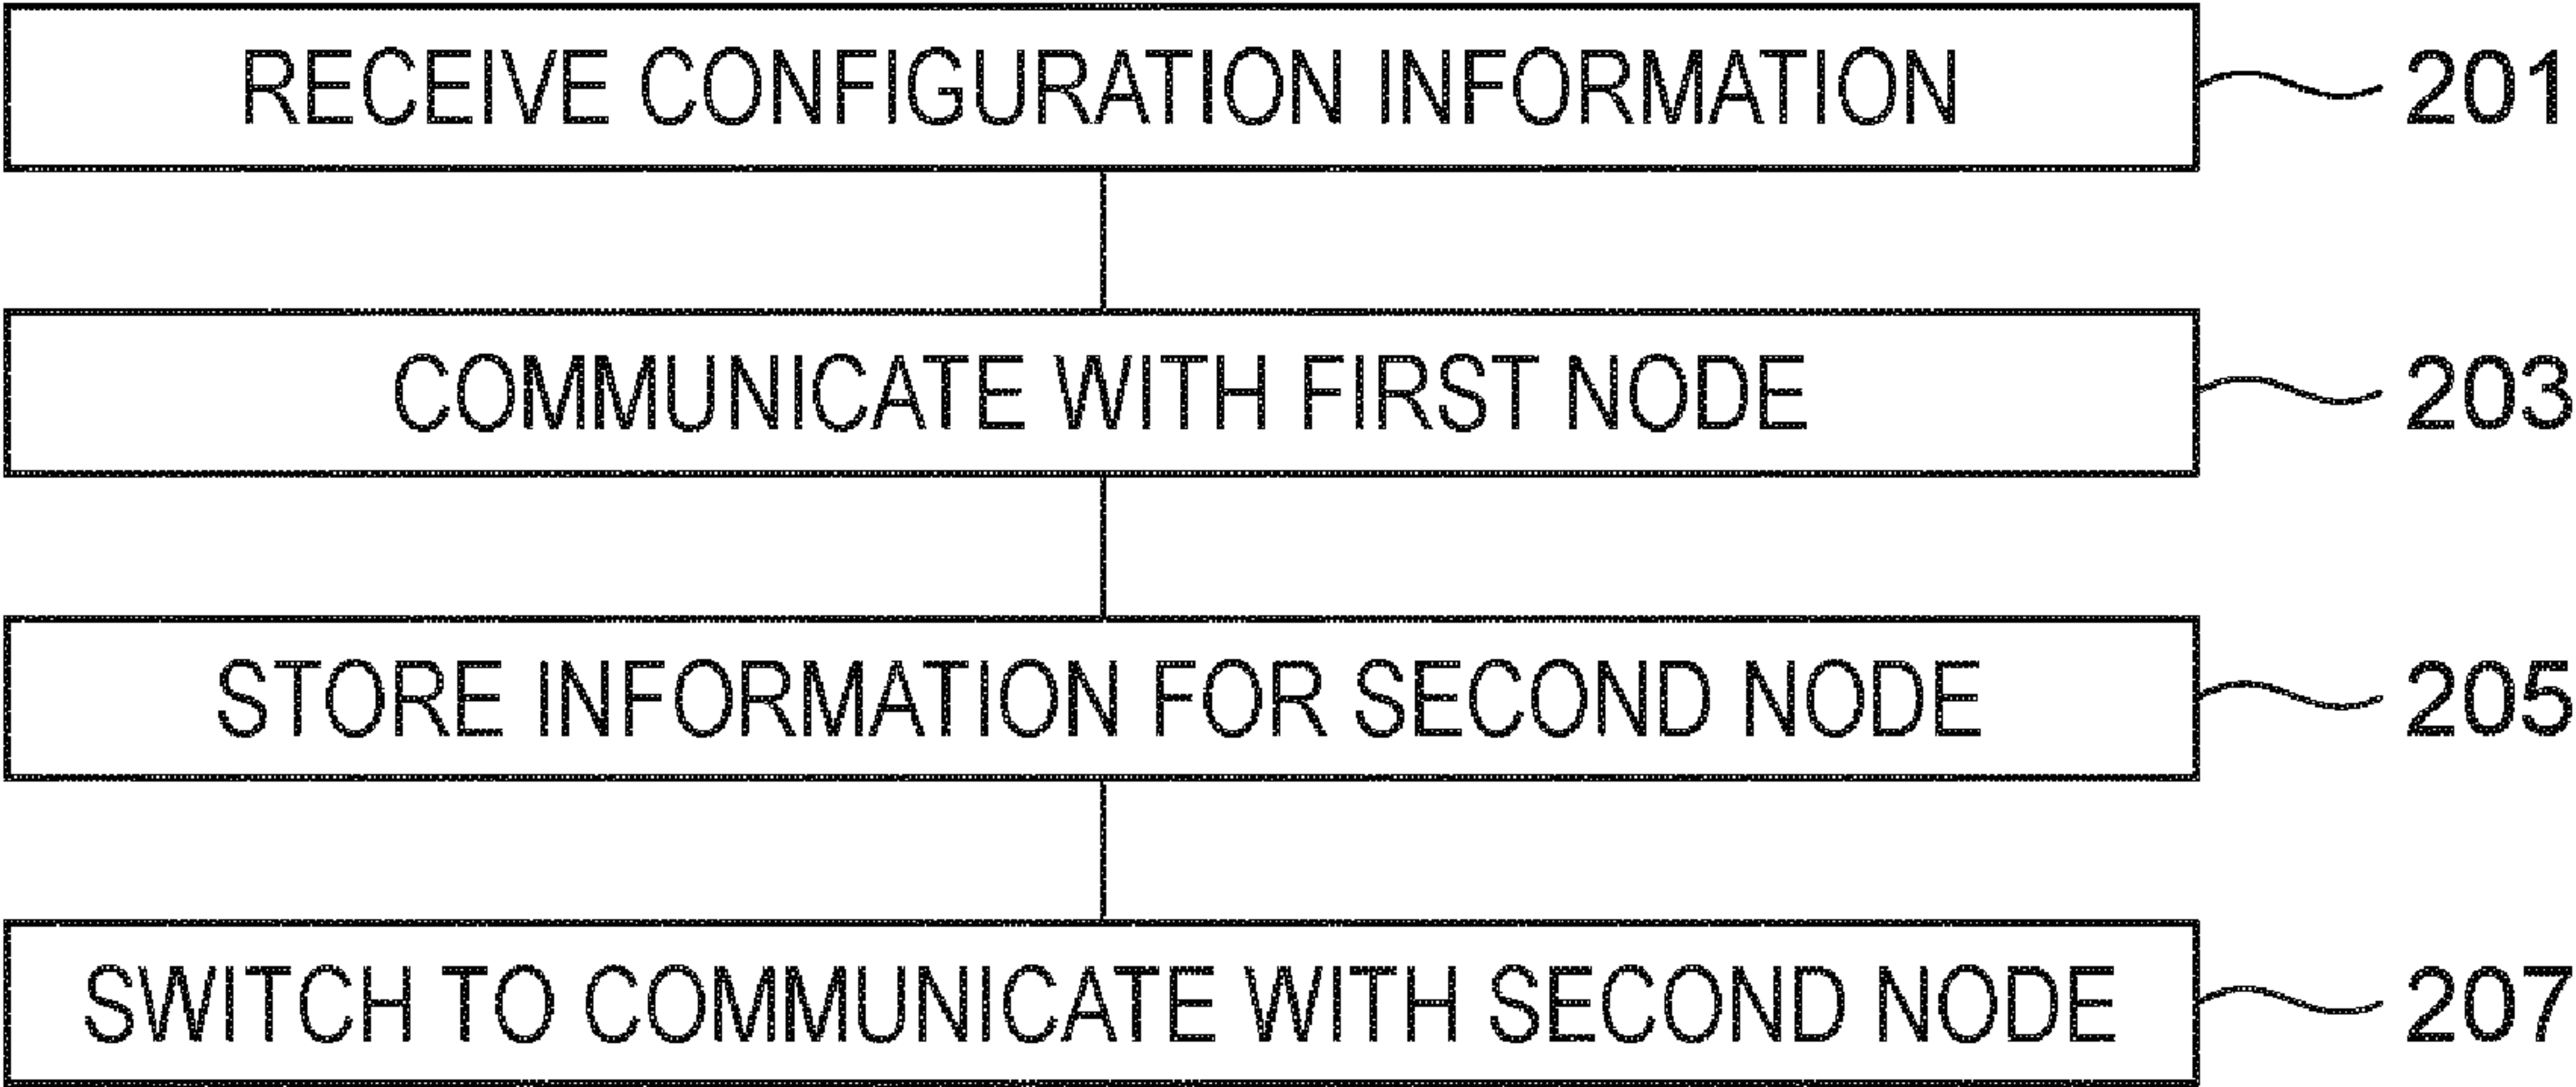 RECEIVE CONFIGURATION INFORMATION 201
COMMUNICATE WITH FIRST NODE 203
STORE INFORMATION FOR SECOND NODE 205
SWITCH TO COMMUNICATE WITH SECOND NODE 207